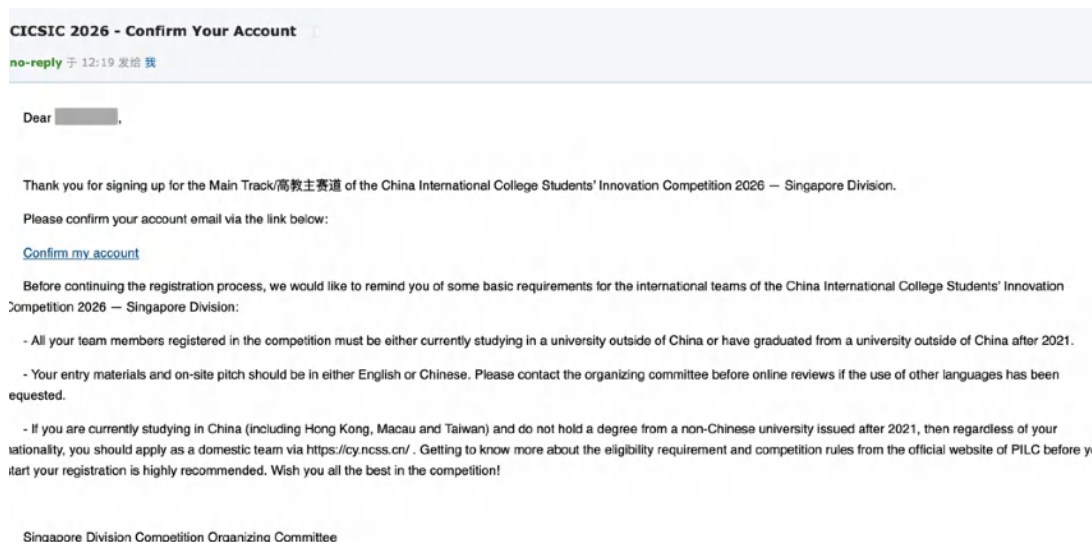 CICSIC 2026 - Confirm Your Account
no-reply 于 12:19 发给 我
Dear ,
Thank you for signing up for the Main Track/高教主赛道 of the China International College Students' Innovation Competition 2026 — Singapore Division.
Please confirm your account email via the link below:
Confirm my account
Before continuing the registration process, we would like to remind you of some basic requirements for the international teams of the China International College Students' Innovation
Competition 2026 — Singapore Division:
- All your team members registered in the competition must be either currently studying in a university outside of China or have graduated from a university outside of China after 2021.
- Your entry materials and on-site pitch should be in either English or Chinese. Please contact the organizing committee before online reviews if the use of other languages has been
equested.
- If you are currently studying in China (including Hong Kong, Macau and Taiwan) and do not hold a degree from a non-Chinese university issued after 2021, then regardless of your
nationality, you should apply as a domestic team via https://cy.ncss.cn/ . Getting to know more about the eligibility requirement and competition rules from the official website of PILC before y
start your registration is highly recommended. Wish you all the best in the competition!
Singapore Division Competition Organizing Committee